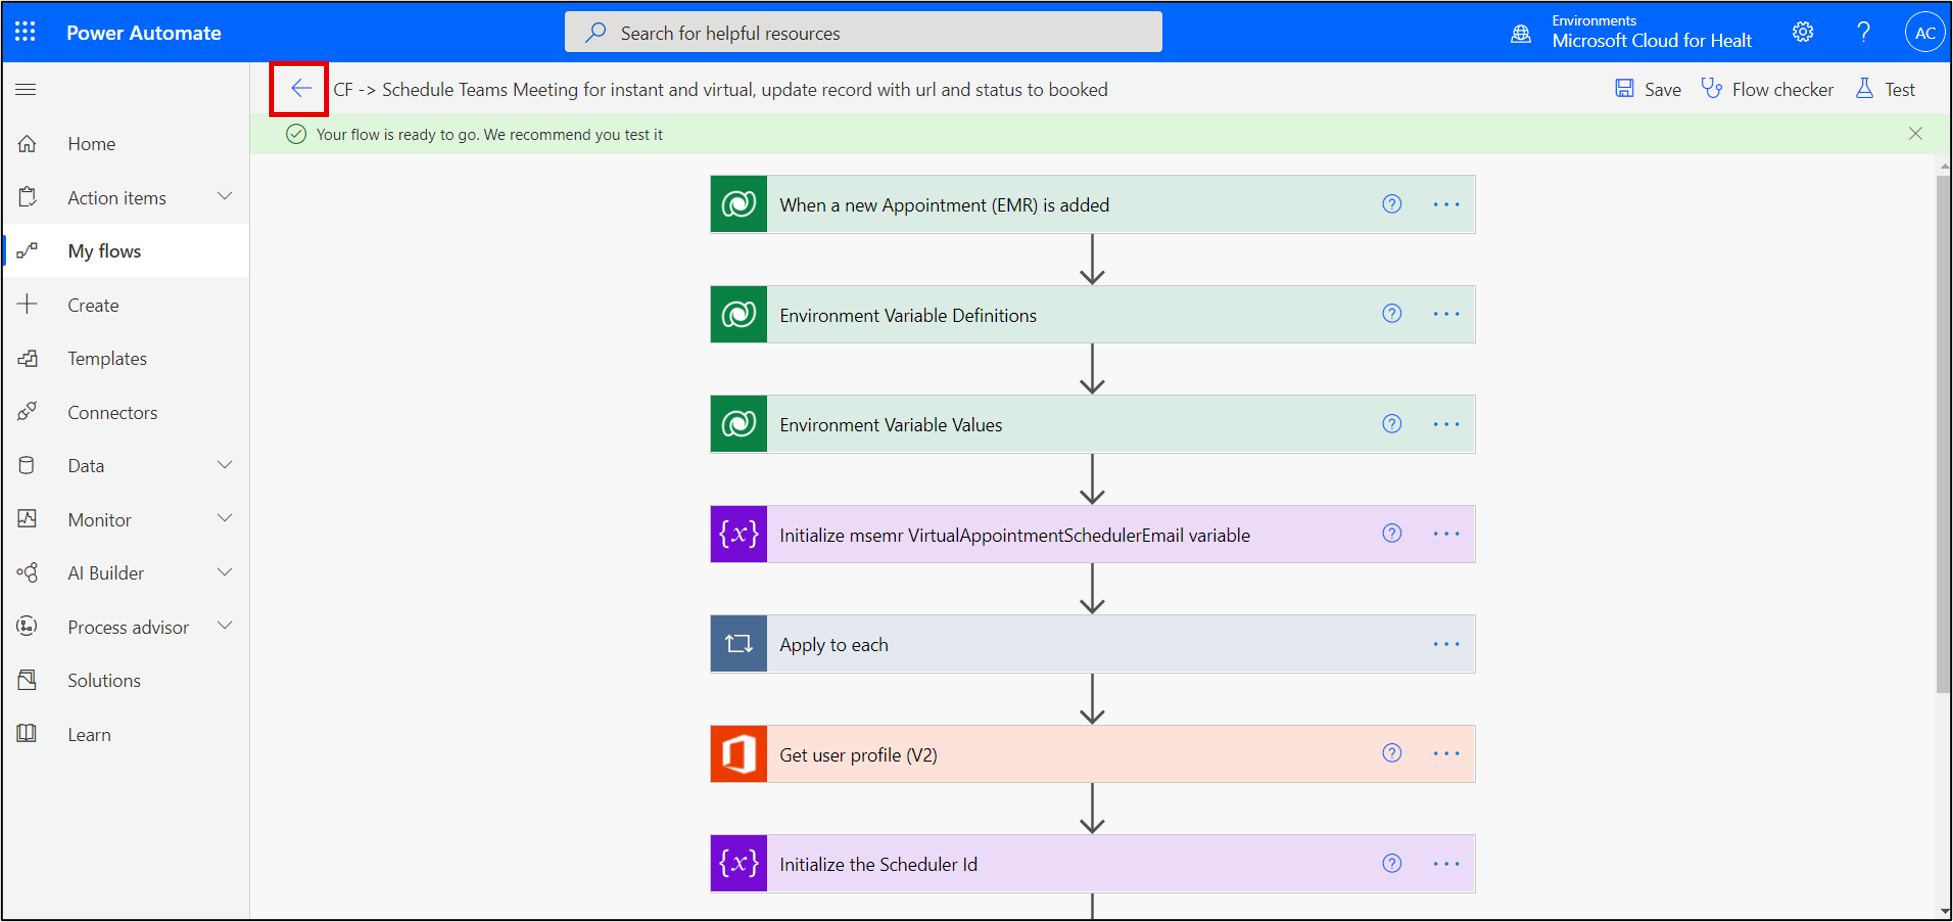 Power Automate
Search for helpful resources
Environments
Microsoft Cloud for Healt
?
AC
CF -> Schedule Teams Meeting for instant and virtual, update record with url and status to booked
Save
Flow checker
Test
Your flow is ready to go. We recommend you test it
Home
Action items
My flows
Create
Templates
Connectors
Data
Monitor
AI Builder
Process advisor
Solutions
Learn
When a new Appointment (EMR) is added
Environment Variable Definitions
Environment Variable Values
{x} Initialize msemr VirtualAppointmentSchedulerEmail variable
Apply to each
Get user profile (V2)
{x} Initialize the Scheduler Id